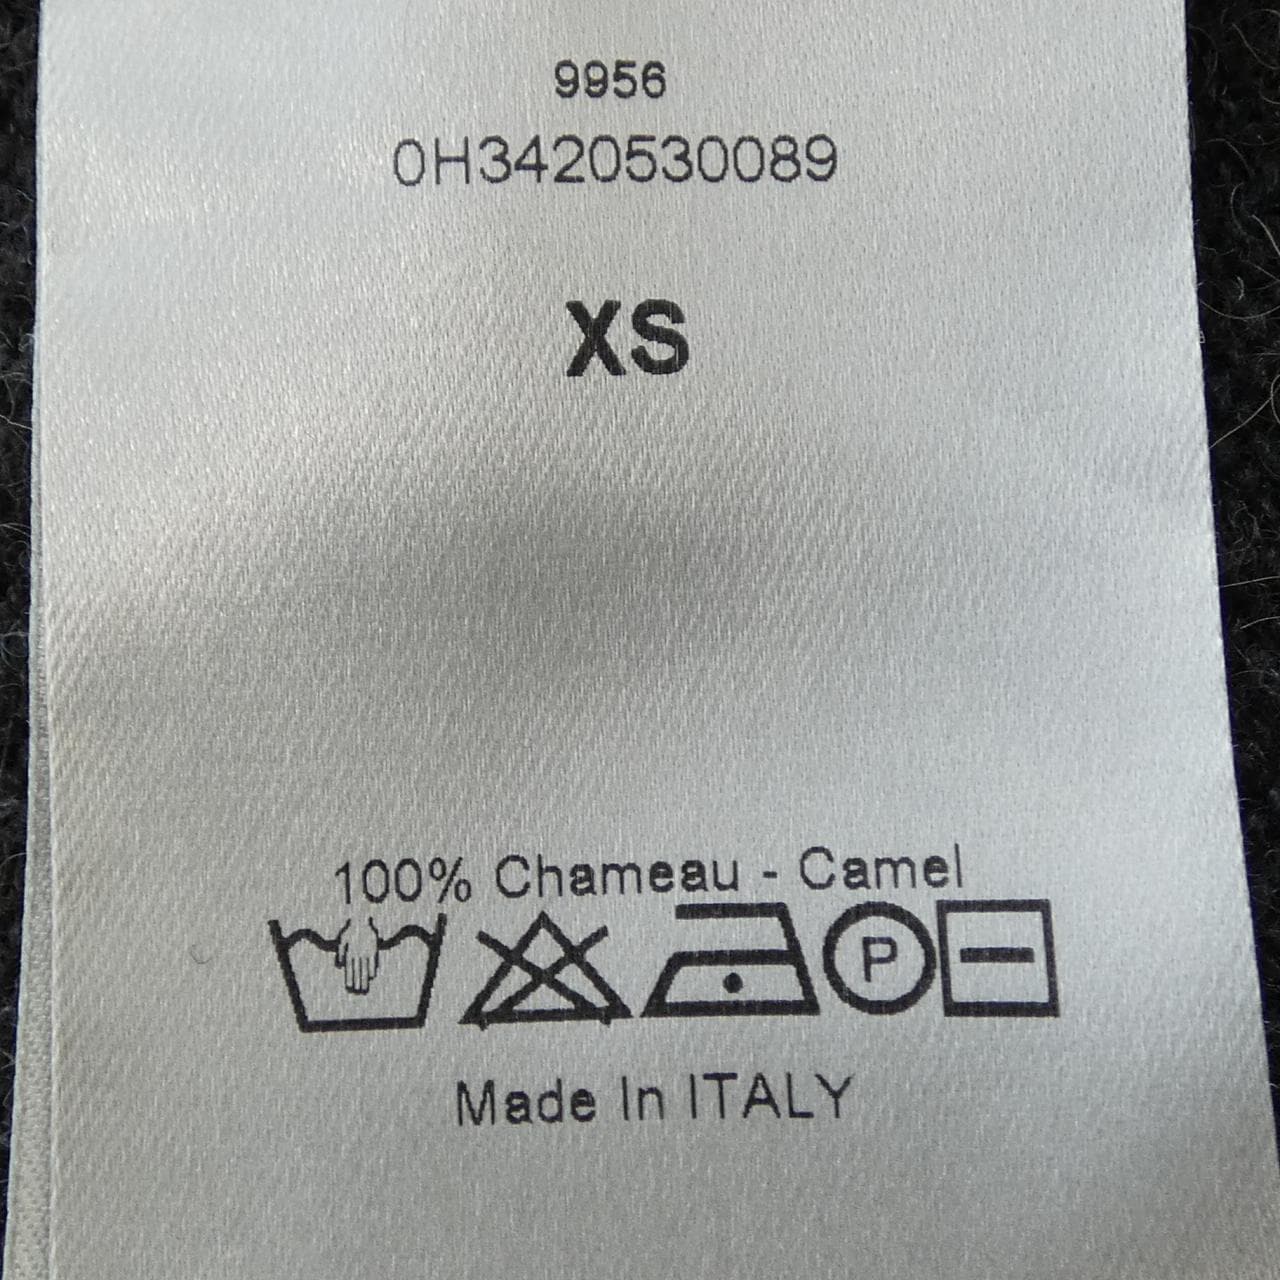 9956
0H3420530089
XS
100% Chameau - Camel
P
Made In ITALY